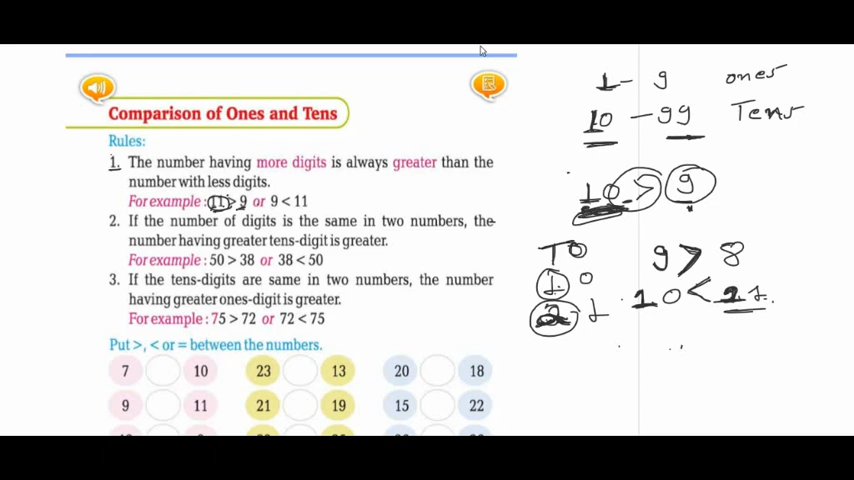 Comparison of Ones and Tens
Rules:
1. The number having more digits is always greater than the
number with less digits.
For example : 11 > 9 or 9 < 11
2. If the number of digits is the same in two numbers, the
number having greater tens-digit is greater.
For example : 50 > 38 or 38 < 50
3. If the tens-digits are same in two numbers, the number
having greater ones-digit is greater.
For example : 75 > 72 or 72 < 75
Put >, < or = between the numbers.
7 10 23 13 20 18
9 11 21 19 15 22
1 - 9 ones
10 - 99 Tens
10 > 9
TO 9 > 8
1 0 10 < 21.
2 1